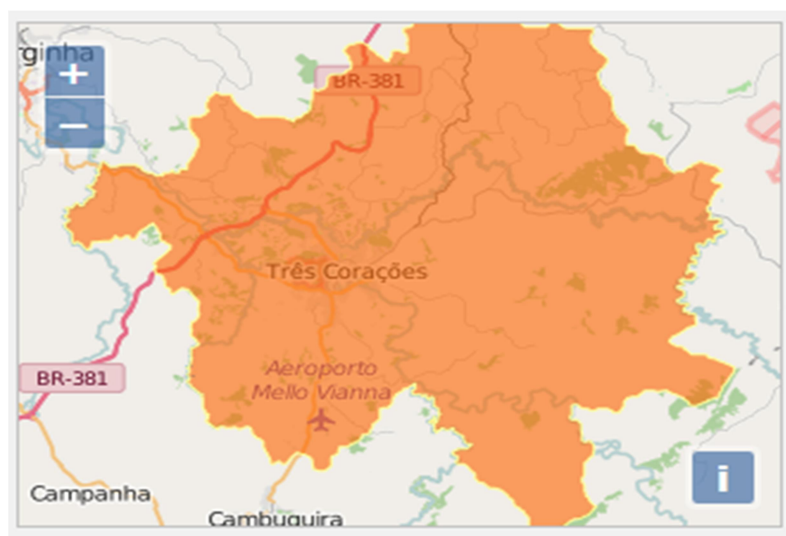 ginha
+
BR-381
−
Três Corações
Aeroporto
Mello Vianna
BR-381
i
Campanha
Cambuquira